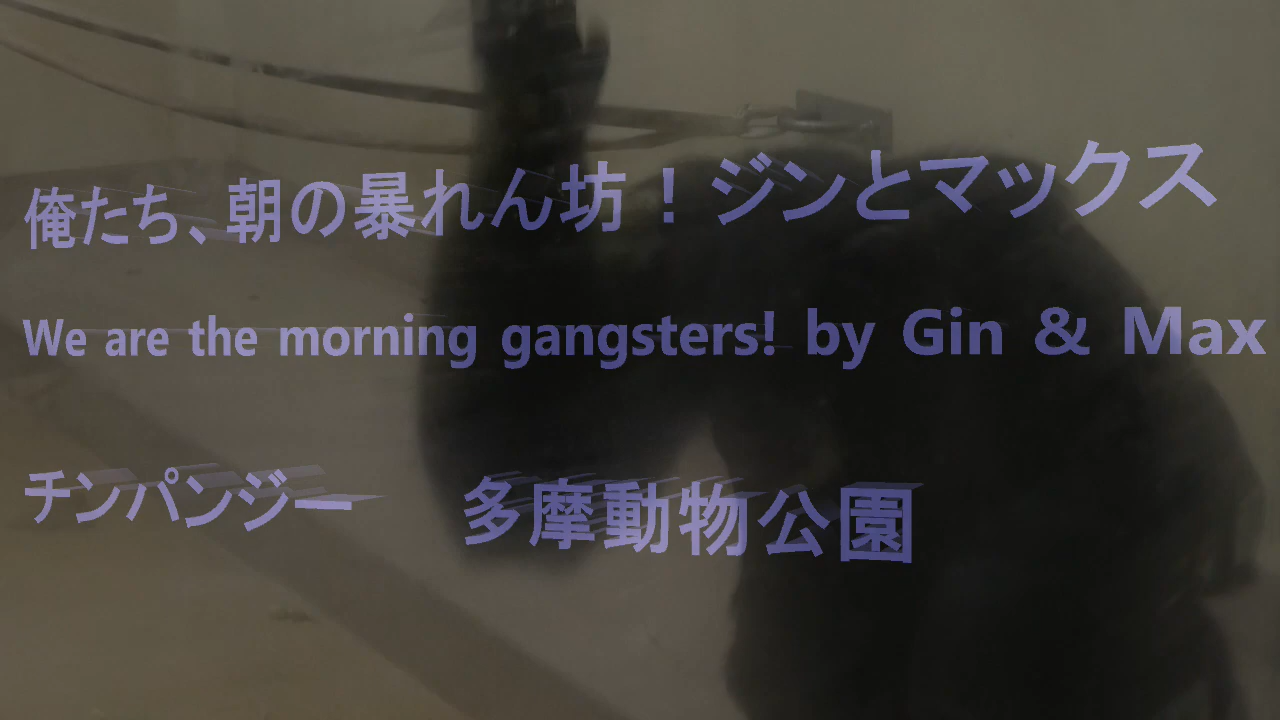 俺たち、朝の暴れん坊！ジンとマックス
We are the morning gangsters! by Gin & Max
チンパンジー　多摩動物公園